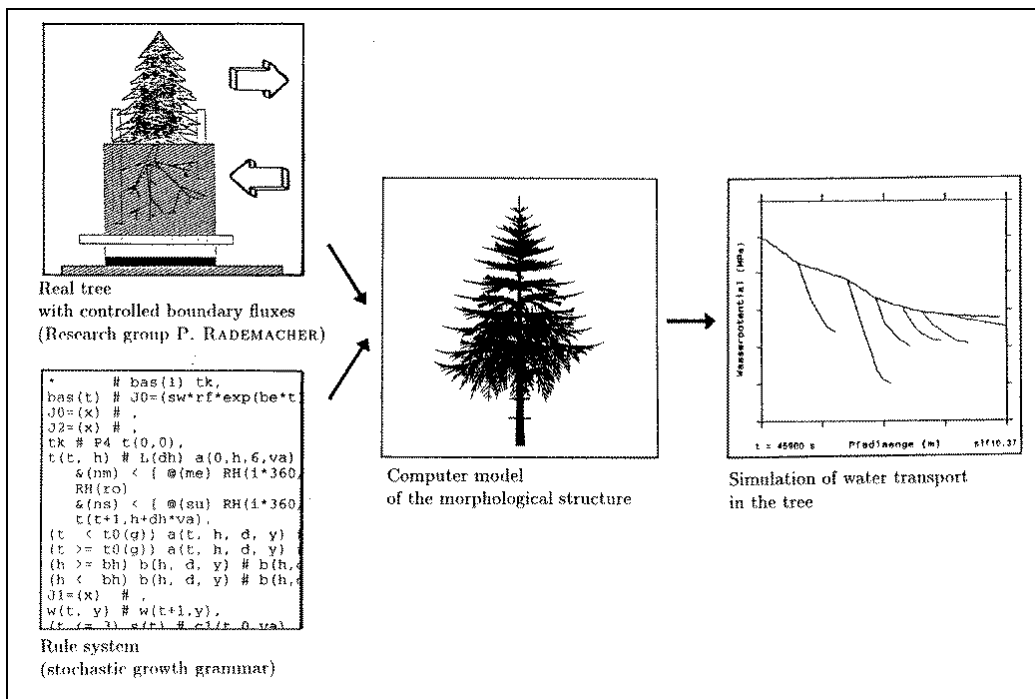 Real tree
with controlled boundary fluxes
(Research group P. RADEMACHER)
* # bas(1) tk,
bas(t) # J0=(sw*rf*exp(be*t
J0=(x) # ,
J2=(x) # ,
tk # P4 t(0,0),
t(t, h) # L(dh) a(0,h,6,va)
&(nm) < [ @(me) RH(i*360,
RH(ro)
&(ns) < [ @(su) RH(i*360,
t(t+1,h+dh*va),
(t < t0(g)) a(t, h, d, y) #
(t >= t0(g)) a(t, h, d, y) #
(h >= bh) b(h, d, y) # b(h,
(h < bh) b(h, d, y) # b(h,
J1=(x) # ,
w(t, y) # w(t+1,y),
Rule system
(stochastic growth grammar)
Computer model
of the morphological structure
Wasserpotential (MPa)
t = 45900 s Pfadlaenge (m)
Simulation of water transport
in the tree